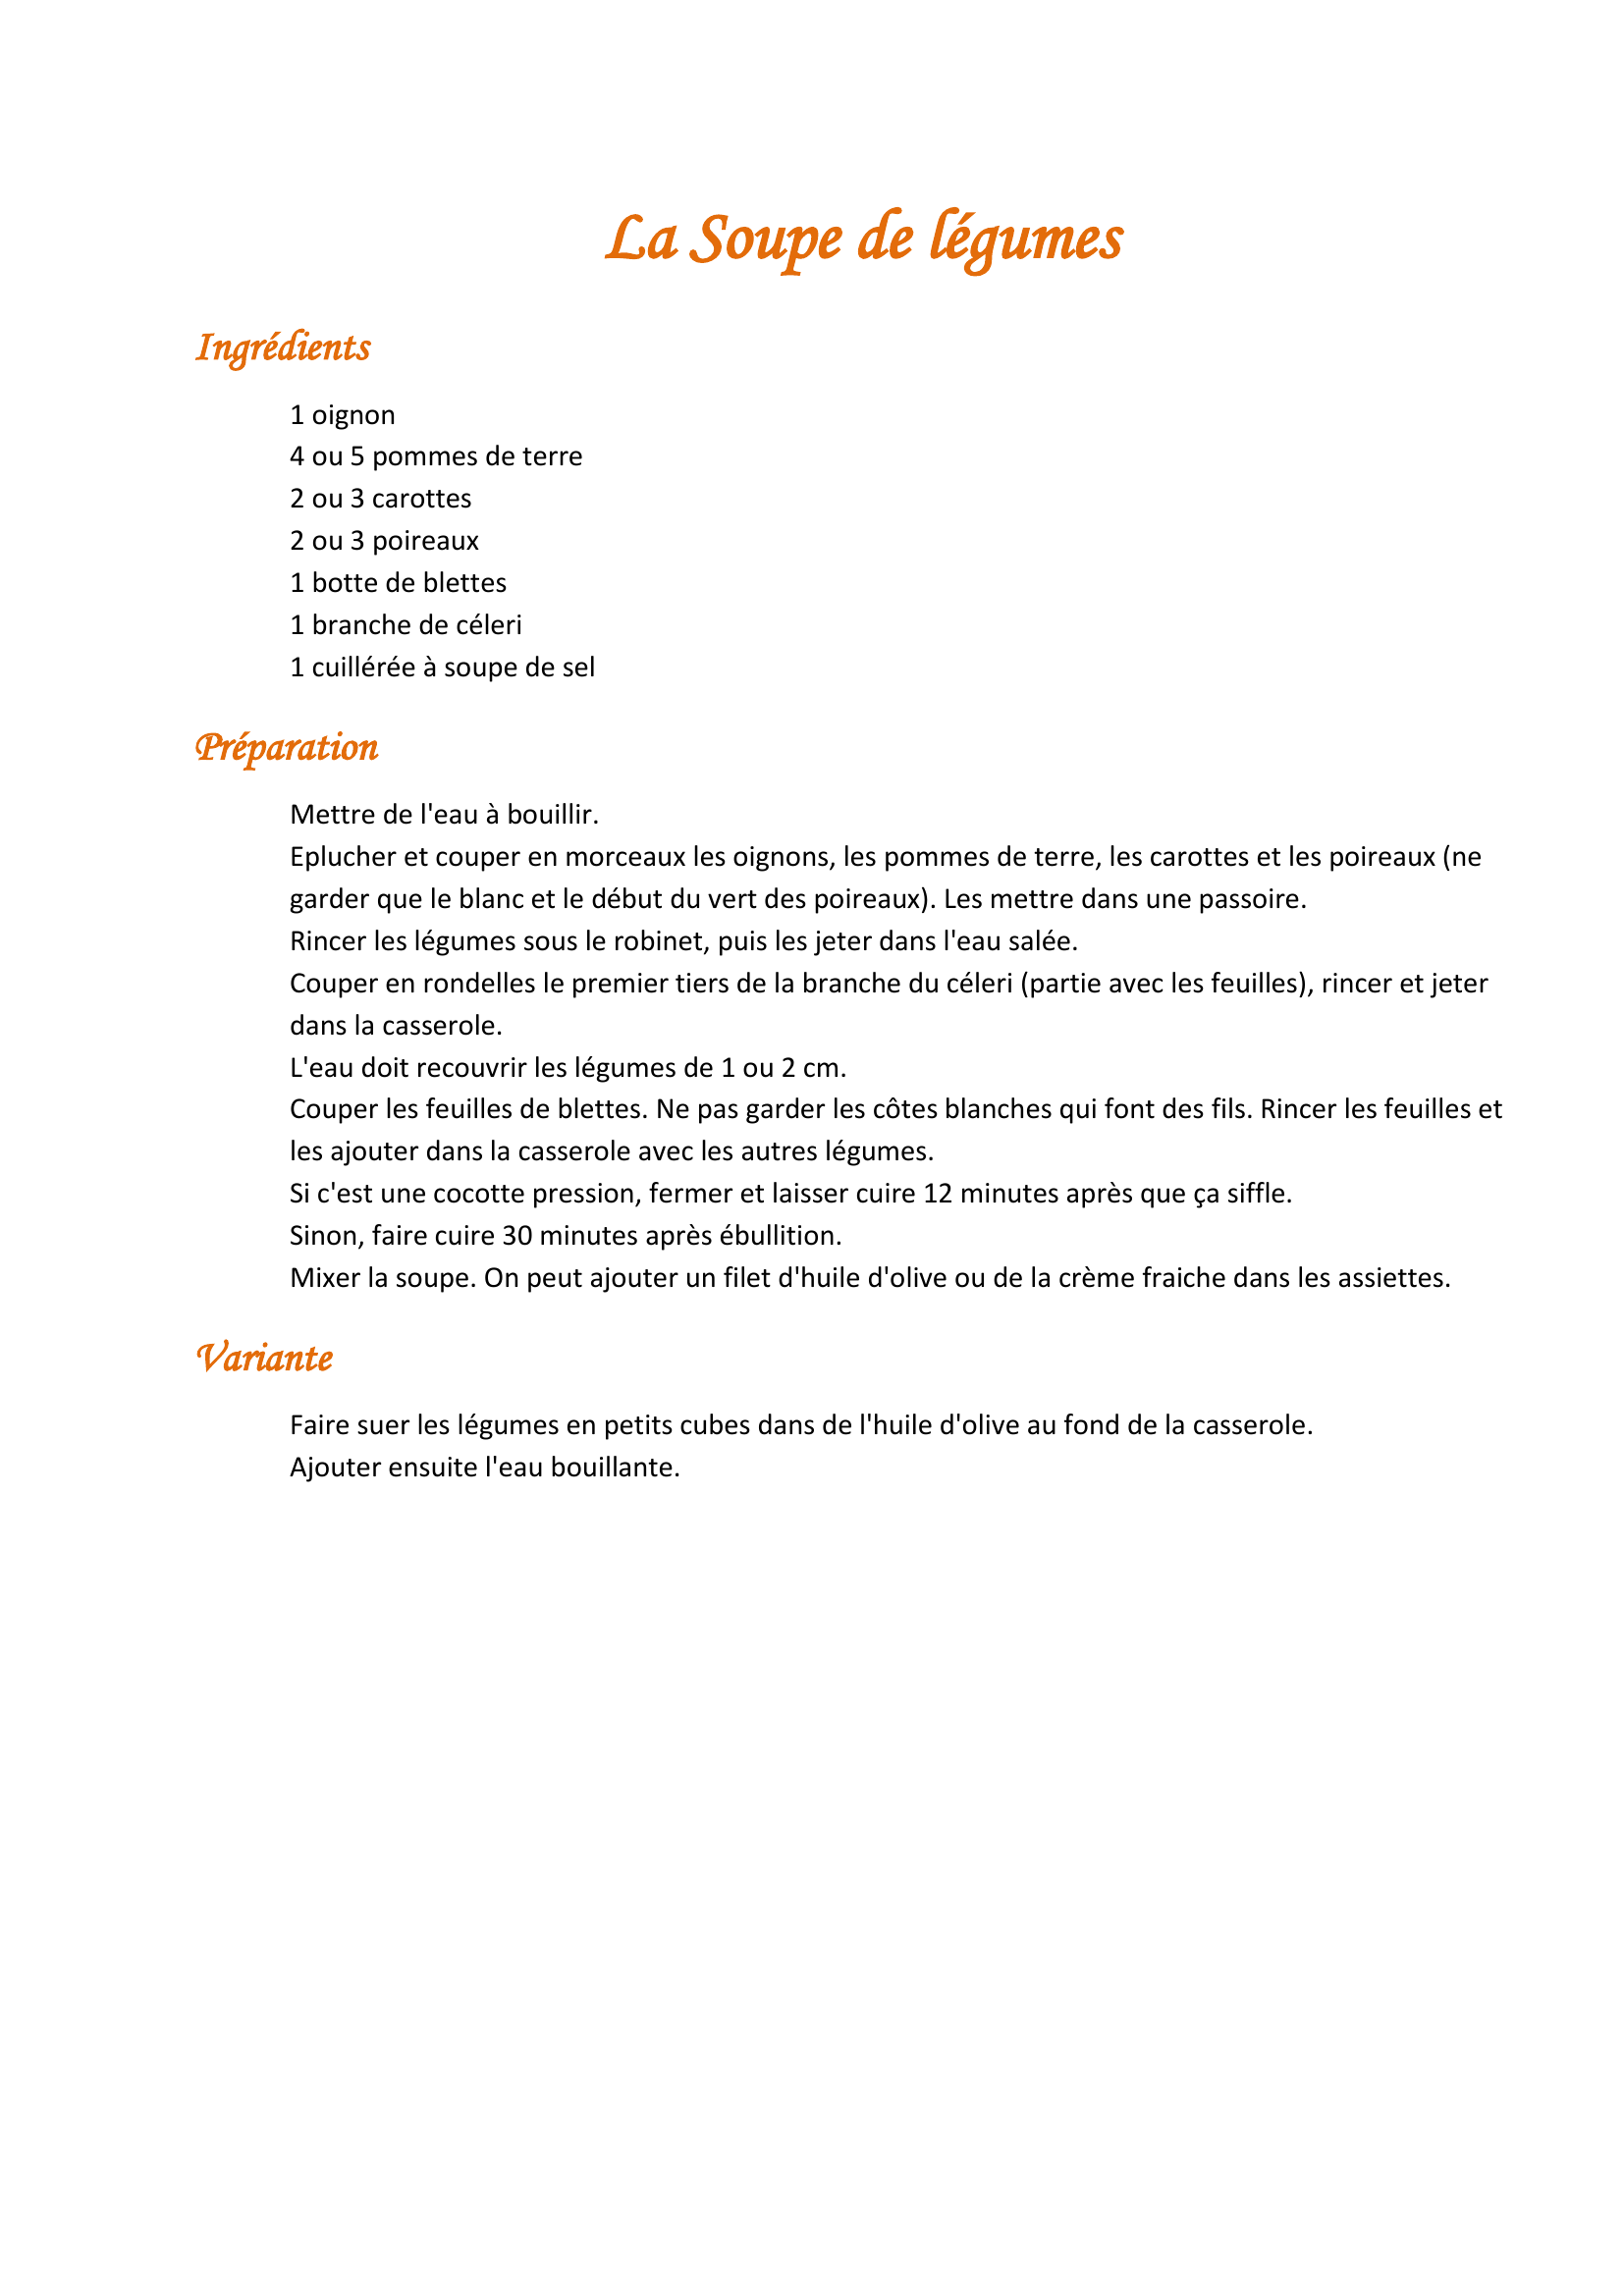 La Soupe de légumes
Ingrédients
1 oignon
4 ou 5 pommes de terre
2 ou 3 carottes
2 ou 3 poireaux
1 botte de blettes
1 branche de céleri
1 cuillérée à soupe de sel
Préparation
Mettre de l'eau à bouillir.
Eplucher et couper en morceaux les oignons, les pommes de terre, les carottes et les poireaux (ne
garder que le blanc et le début du vert des poireaux). Les mettre dans une passoire.
Rincer les légumes sous le robinet, puis les jeter dans l'eau salée.
Couper en rondelles le premier tiers de la branche du céleri (partie avec les feuilles), rincer et jeter
dans la casserole.
L'eau doit recouvrir les légumes de 1 ou 2 cm.
Couper les feuilles de blettes. Ne pas garder les côtes blanches qui font des fils. Rincer les feuilles et
les ajouter dans la casserole avec les autres légumes.
Si c'est une cocotte pression, fermer et laisser cuire 12 minutes après que ça siffle.
Sinon, faire cuire 30 minutes après ébullition.
Mixer la soupe. On peut ajouter un filet d'huile d'olive ou de la crème fraiche dans les assiettes.
Variante
Faire suer les légumes en petits cubes dans de l'huile d'olive au fond de la casserole.
Ajouter ensuite l'eau bouillante.